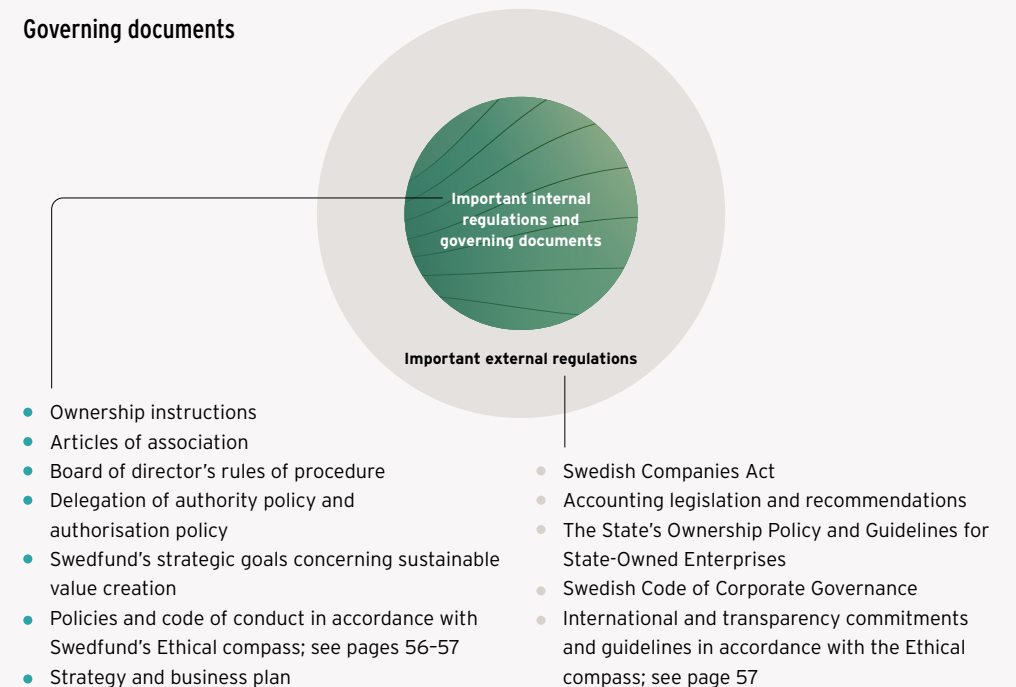 Governing documents
Important internal
regulations and
governing documents
Important external regulations
Ownership instructions
Articles of association
Board of director's rules of procedure
Delegation of authority policy and
authorisation policy
Swedfund's strategic goals concerning sustainable
value creation
Policies and code of conduct in accordance with
Swedfund's Ethical compass; see pages 56–57
Strategy and business plan
Swedish Companies Act
Accounting legislation and recommendations
The State's Ownership Policy and Guidelines for
State-Owned Enterprises
Swedish Code of Corporate Governance
International and transparency commitments
and guidelines in accordance with the Ethical
compass; see page 57